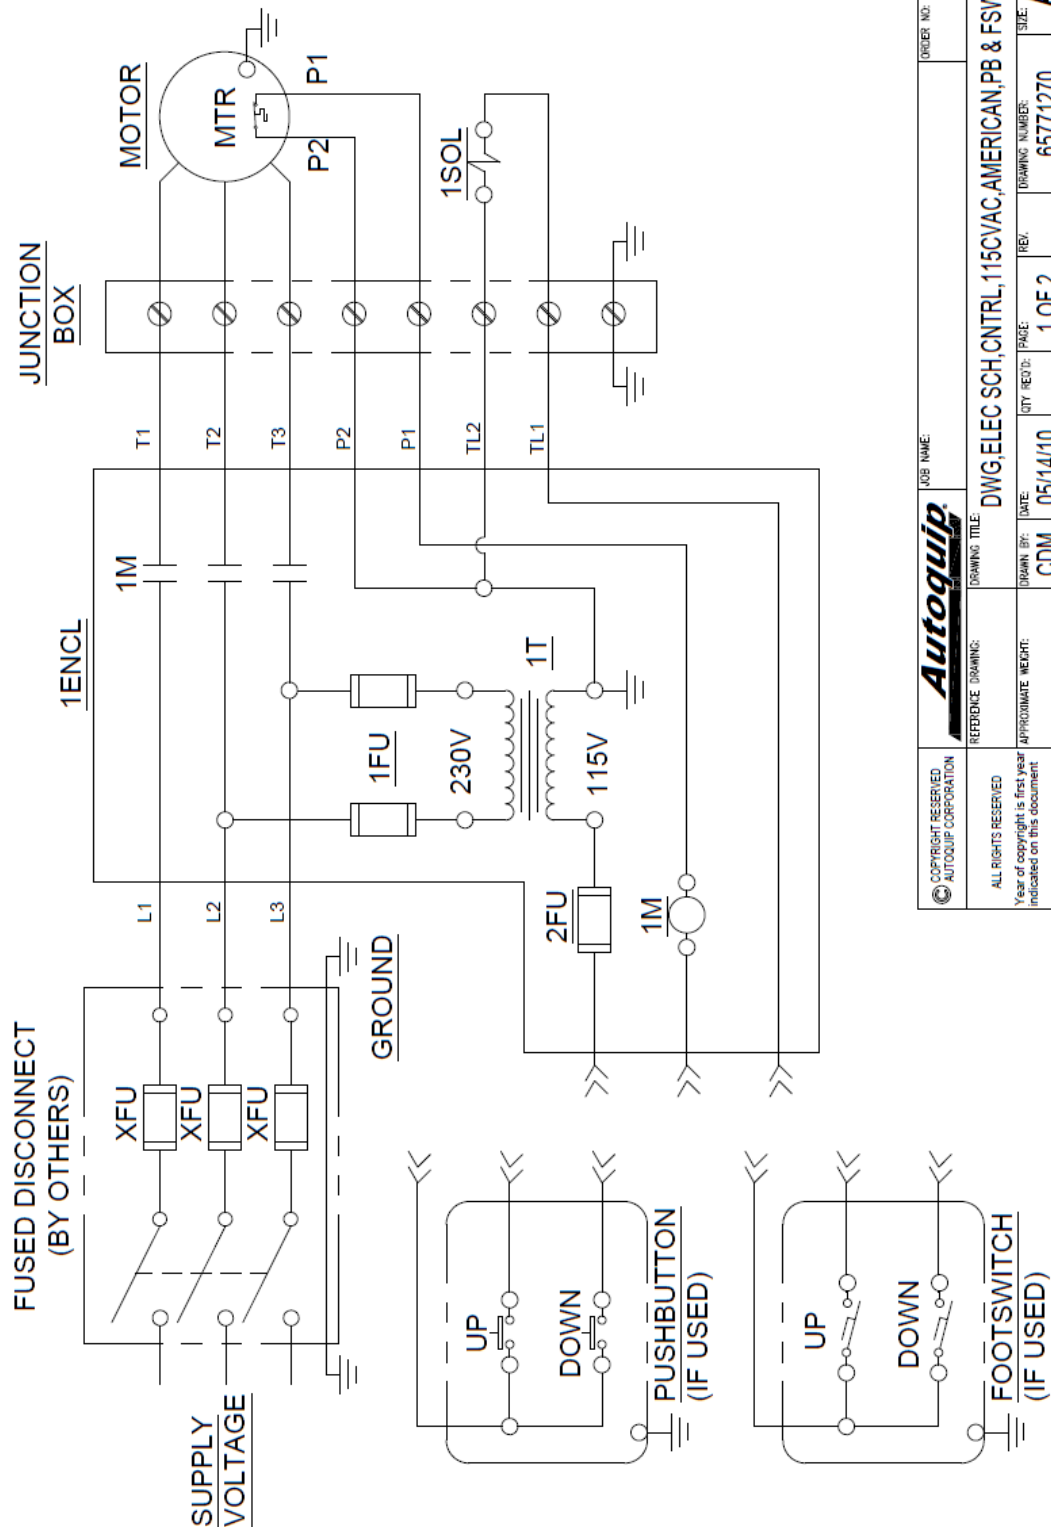 FUSED DISCONNECT
(BY OTHERS)
SUPPLY
VOLTAGE
XFU
XFU
XFU
GROUND
L1
L2
L3
1ENCL
1M
1FU
230V
1T
115V
2FU
1M
T1
T2
T3
P2
P1
TL2
TL1
JUNCTION
BOX
MOTOR
MTR
P1
P2
1SOL
UP
DOWN
PUSHBUTTON
(IF USED)
UP
DOWN
FOOTSWITCH
(IF USED)
© COPYRIGHT RESERVED
AUTOQUIP CORPORATION
ALL RIGHTS RESERVED
Year of copyright is first year
indicated on this document
Autoquip®
JOB NAME:
ORDER NO:
REFERENCE DRAWING:
DRAWING TITLE:
DWG,ELEC SCH,CNTRL,115CVAC,AMERICAN,PB & FSW
APPROXIMATE WEIGHT:
DRAWN BY:
CDM
DATE:
05/14/10
QTY REQ'D:
PAGE:
1 OF 2
REV.
DRAWING NUMBER:
65771270
SIZE: